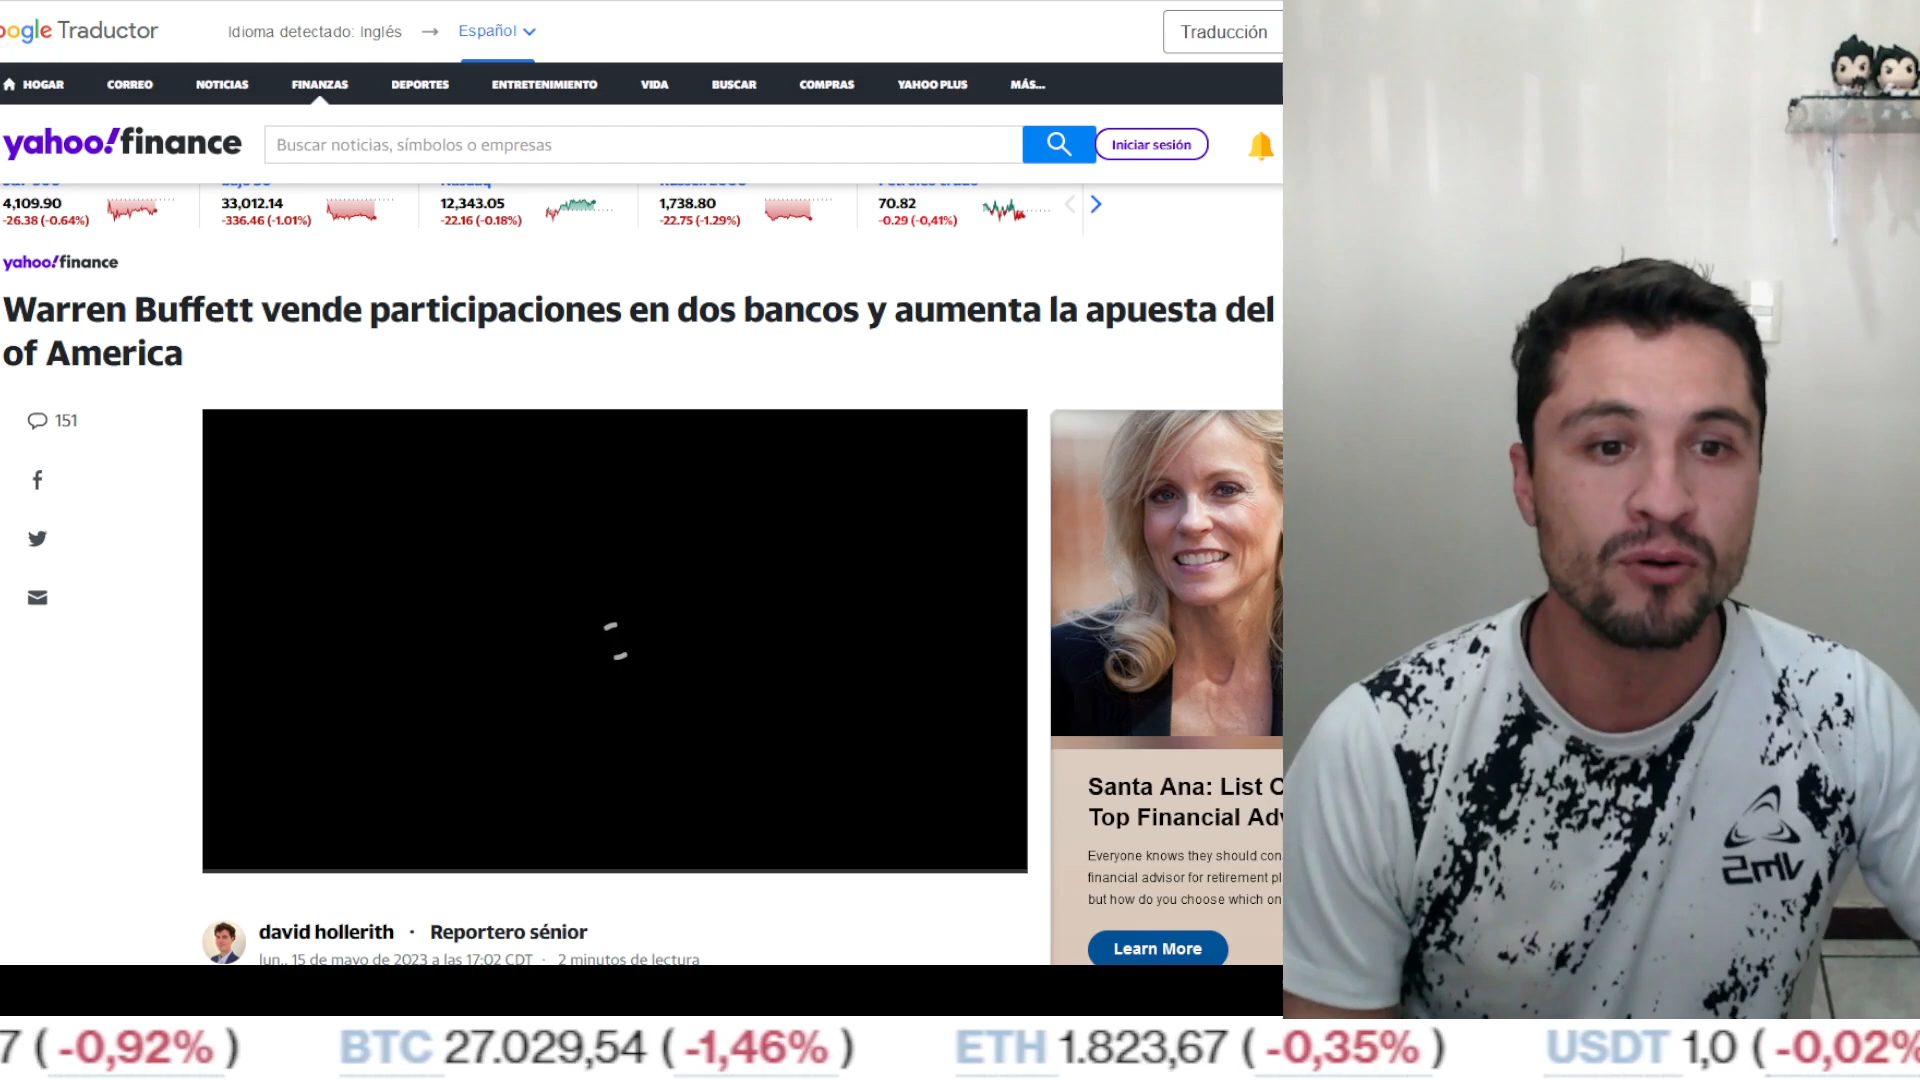 oogle Traductor
Idioma detectado: Inglés → Español
Traducción
HOGAR CORREO NOTICIAS FINANZAS DEPORTES ENTRETENIMIENTO VIDA BUSCAR COMPRAS YAHOO PLUS MÁS...
yahoo!finance
Buscar noticias, símbolos o empresas
Iniciar sesión
4,109.90 33,012.14 12,343.05 1,738.80 70.82
-26.38 (-0.64%) -336.46 (-1.01%) -22.16 (-0.18%) -22.75 (-1.29%) -0.29 (-0,41%)
yahoo!finance
Warren Buffett vende participaciones en dos bancos y aumenta la apuesta del
of America
151
david hollerith · Reportero sénior
lun., 15 de mayo de 2023 a las 17:02 CDT · 2 minutos de lectura
Santa Ana: List
Top Financial
Everyone knows they should
financial advisor for retirement
but how do you choose which
Learn More
2mv
7 (-0,92%) BTC 27.029,54 (-1,46%) ETH 1.823,67 (-0,35%) USDT 1,0 (-0,02%